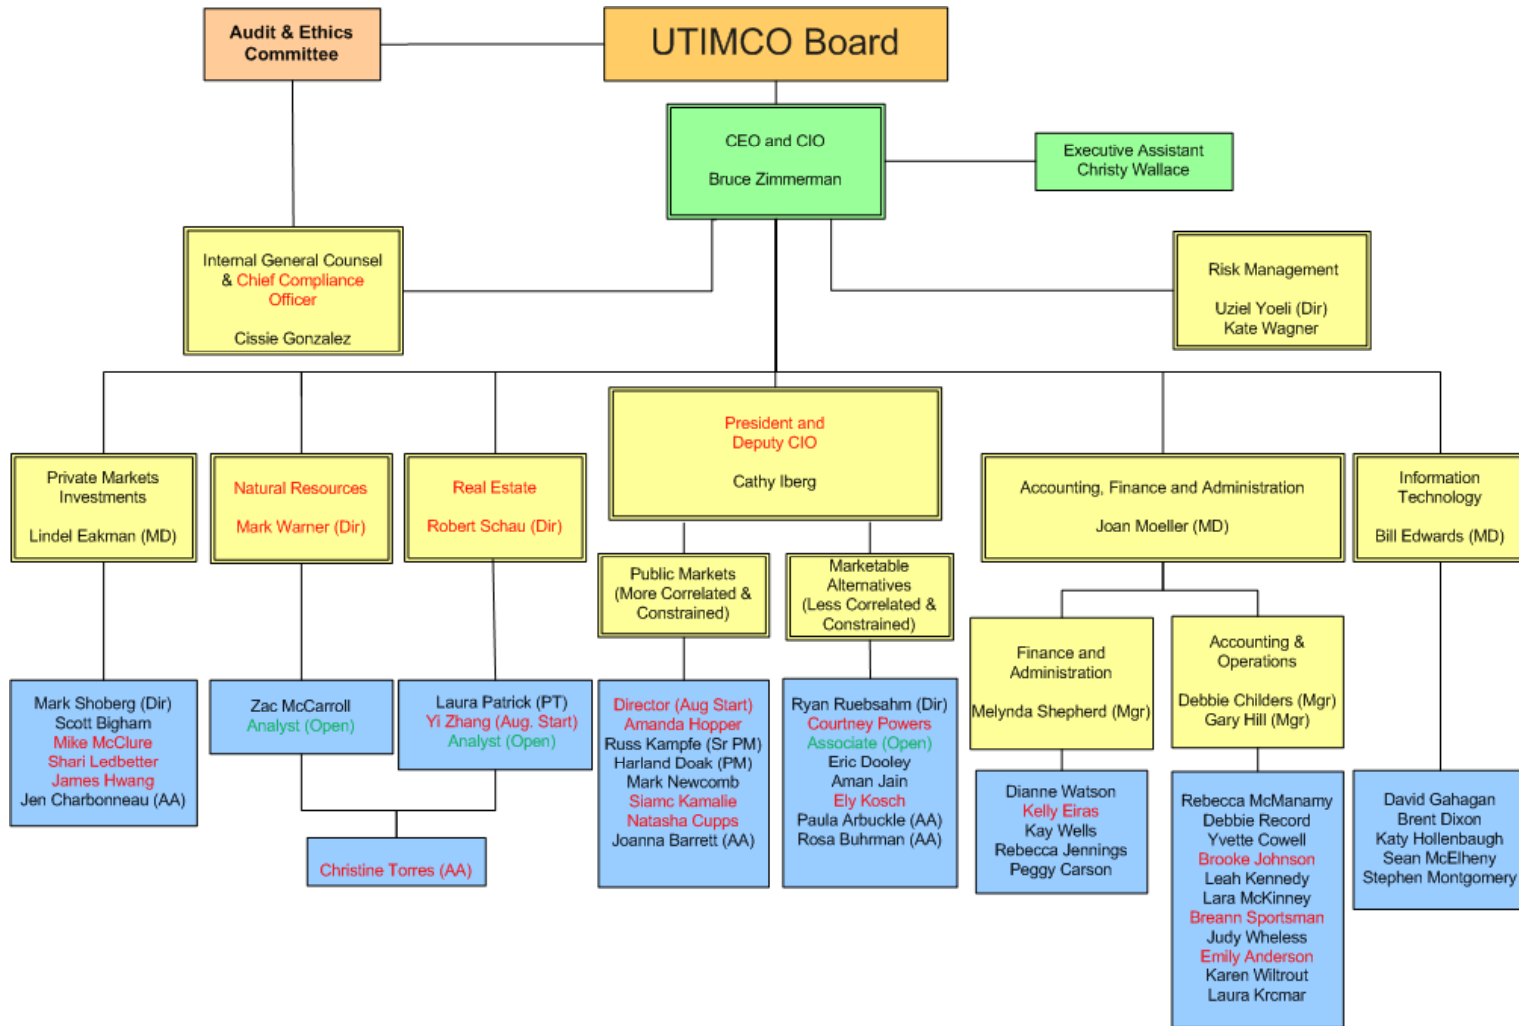 Audit & Ethics
Committee
UTIMCO Board
CEO and CIO
Bruce Zimmerman
Executive Assistant
Christy Wallace
Internal General Counsel
& Chief Compliance
Officer
Cissie Gonzalez
Risk Management
Uziel Yoeli (Dir)
Kate Wagner
Private Markets
Investments
Lindel Eakman (MD)
Natural Resources
Mark Warner (Dir)
Real Estate
Robert Schau (Dir)
President and
Deputy CIO
Cathy Iberg
Accounting, Finance and Administration
Joan Moeller (MD)
Information
Technology
Bill Edwards (MD)
Public Markets
(More Correlated &
Constrained)
Marketable
Alternatives
(Less Correlated &
Constrained)
Finance and
Administration
Melynda Shepherd (Mgr)
Accounting &
Operations
Debbie Childers (Mgr)
Gary Hill (Mgr)
Mark Shoberg (Dir)
Scott Bigham
Mike McClure
Shari Ledbetter
James Hwang
Jen Charbonneau (AA)
Zac McCarroll
Analyst (Open)
Laura Patrick (PT)
Yi Zhang (Aug. Start)
Analyst (Open)
Christine Torres (AA)
Director (Aug Start)
Amanda Hopper
Russ Kampfe (Sr PM)
Harland Doak (PM)
Mark Newcomb
Siamc Kamalie
Natasha Cupps
Joanna Barrett (AA)
Ryan Ruebsahm (Dir)
Courtney Powers
Associate (Open)
Eric Dooley
Aman Jain
Ely Kosch
Paula Arbuckle (AA)
Rosa Buhrman (AA)
Dianne Watson
Kelly Eiras
Kay Wells
Rebecca Jennings
Peggy Carson
Rebecca McManamy
Debbie Record
Yvette Cowell
Brooke Johnson
Leah Kennedy
Lara McKinney
Breann Sportsman
Judy Wheless
Emily Anderson
Karen Wiltrout
Laura Krcmar
David Gahagan
Brent Dixon
Katy Hollenbaugh
Sean McElheny
Stephen Montgomery